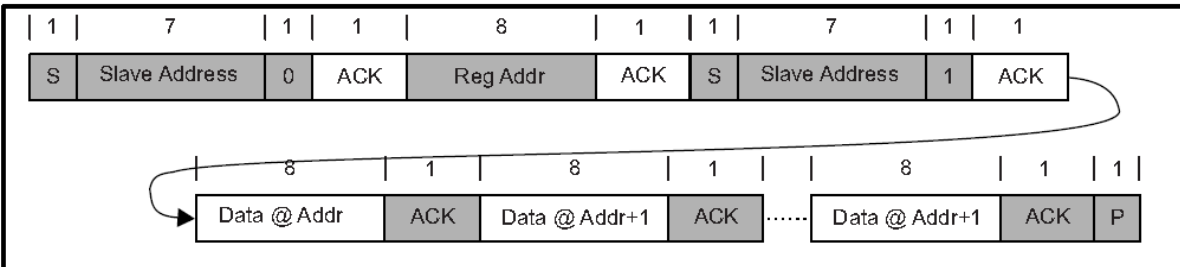 1 7 1 1 8 1 1 7 1 1
S Slave Address 0 ACK Reg Addr ACK S Slave Address 1 ACK
8 1 8 1 8 1 1
Data @ Addr ACK Data @ Addr+1 ACK ...... Data @ Addr+1 ACK P